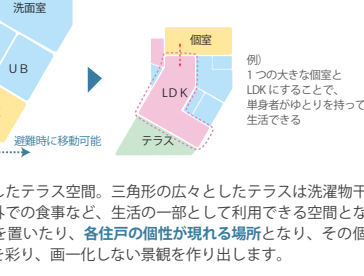 洗面室
UB
避難時に移動可能
個室
LDK
テラス
例)
1つの大きな個室と
LDKにすることで、
単身者がゆとりを持って
生活できる
したテラス空間。三角形の広々としたテラスは洗濯物干
外での食事など、生活の一部として利用できる空間とな
を置いたり、各住戸の個性が現れる場所となり、その個
を彩り、画一化しない景観を作り出します。